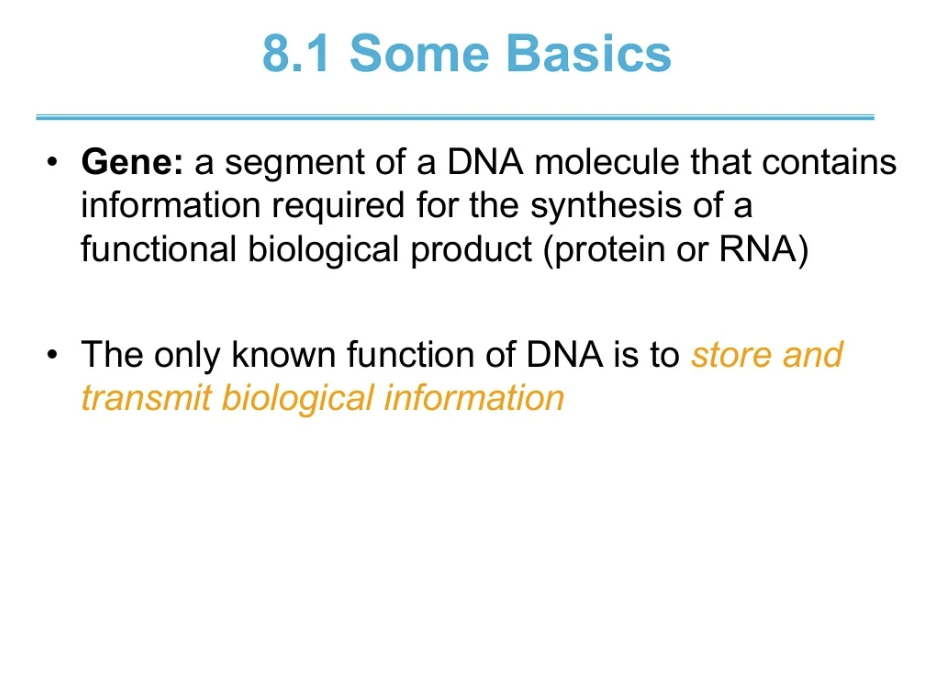 8.1 Some Basics
• Gene: a segment of a DNA molecule that contains
information required for the synthesis of a
functional biological product (protein or RNA)
• The only known function of DNA is to store and
transmit biological information